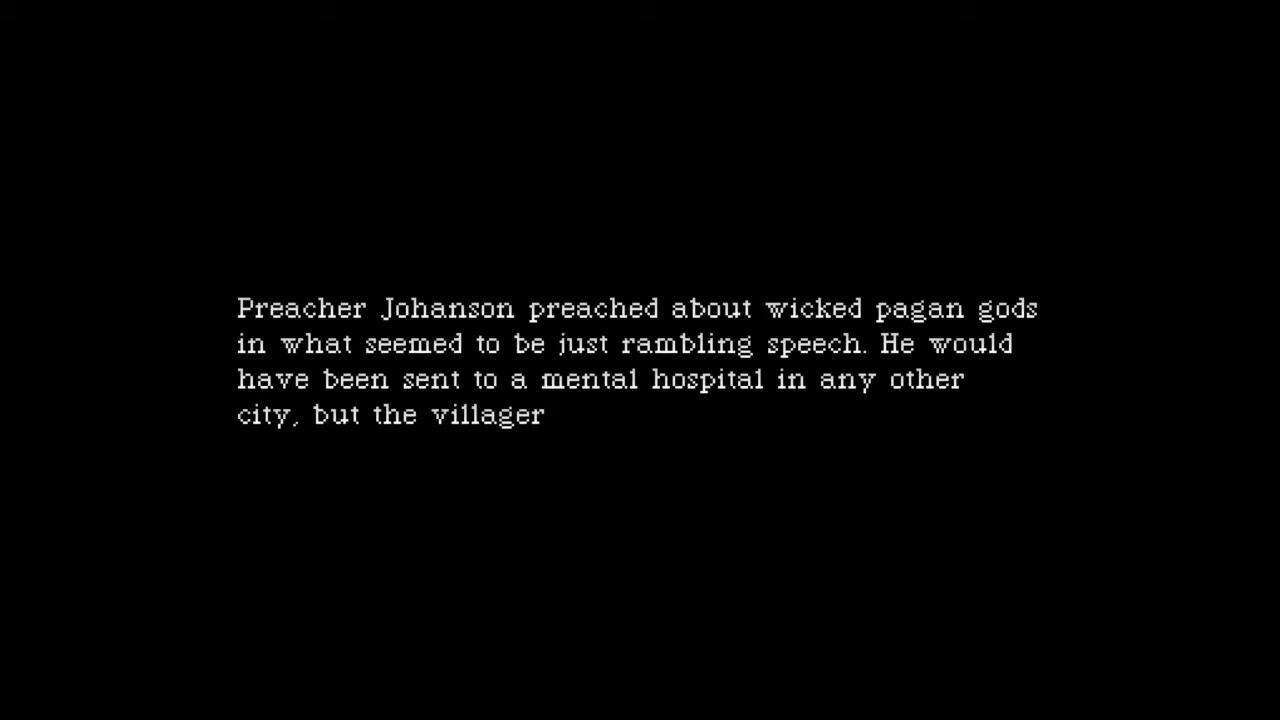 Preacher Johanson preached about wicked pagan gods
in what seemed to be just rambling speech. He would
have been sent to a mental hospital in any other
city, but the villager